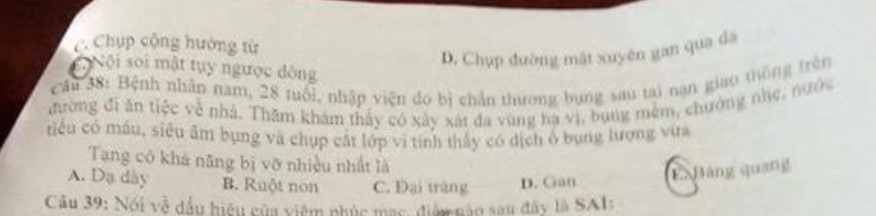 C. Chụp cộng hưởng từ
D. Chụp đường mật xuyên gan qua da
E. Nội soi mật tụy ngược dòng
Câu 38: Bệnh nhân nam, 28 tuổi, nhập viện do bị chấn thương bụng sau tai nạn giao thông trên
đường đi ăn tiệc về nhà. Thăm khám thấy có xây xát da vùng hạ vị, bụng mềm, chướng nhẹ, nước
tiểu có máu, siêu âm bụng và chụp cắt lớp vi tính thấy có dịch ổ bụng lượng vừa
Tạng có khả năng bị vỡ nhiều nhất là
A. Dạ dày B. Ruột non C. Đại tràng D. Gan E. Bàng quang
Câu 39: Nói về dấu hiệu của viêm phúc mạc, điểm nào sau đây là SAI: